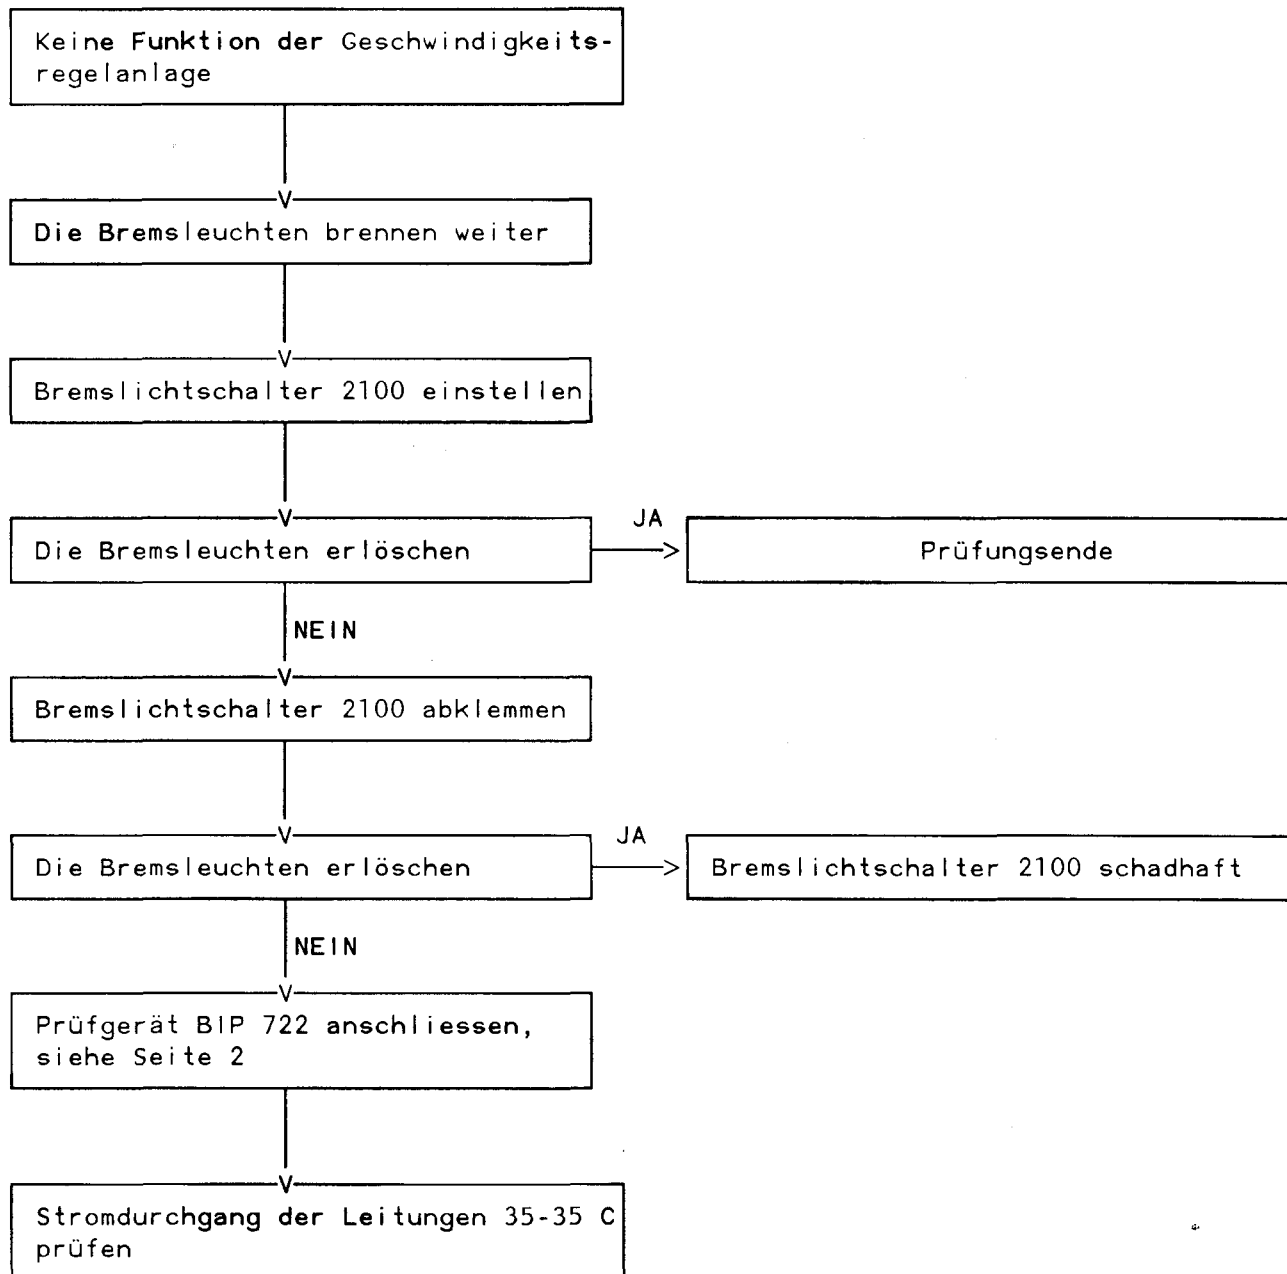 Keine Funktion der Geschwindigkeits-
regelanlage
Die Bremsleuchten brennen weiter
Bremslichtschalter 2100 einstellen
Die Bremsleuchten erlöschen
JA
Prüfungsende
NEIN
Bremslichtschalter 2100 abklemmen
Die Bremsleuchten erlöschen
JA
Bremslichtschalter 2100 schadhaft
NEIN
Prüfgerät BIP 722 anschliessen,
siehe Seite 2
Stromdurchgang der Leitungen 35-35 C
prüfen